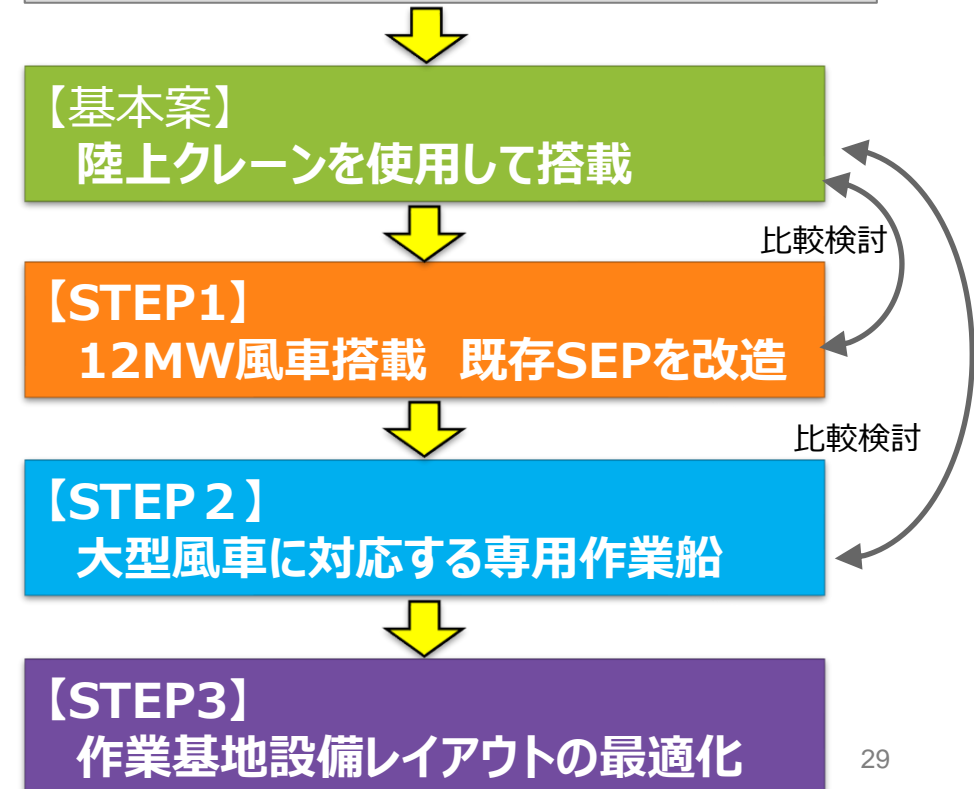 【基本案】
陸上クレーンを使用して搭載
比較検討
【STEP1】
12MW風車搭載　既存SEPを改造
比較検討
【STEP２】
大型風車に対応する専用作業船
【STEP3】
作業基地設備レイアウトの最適化
29